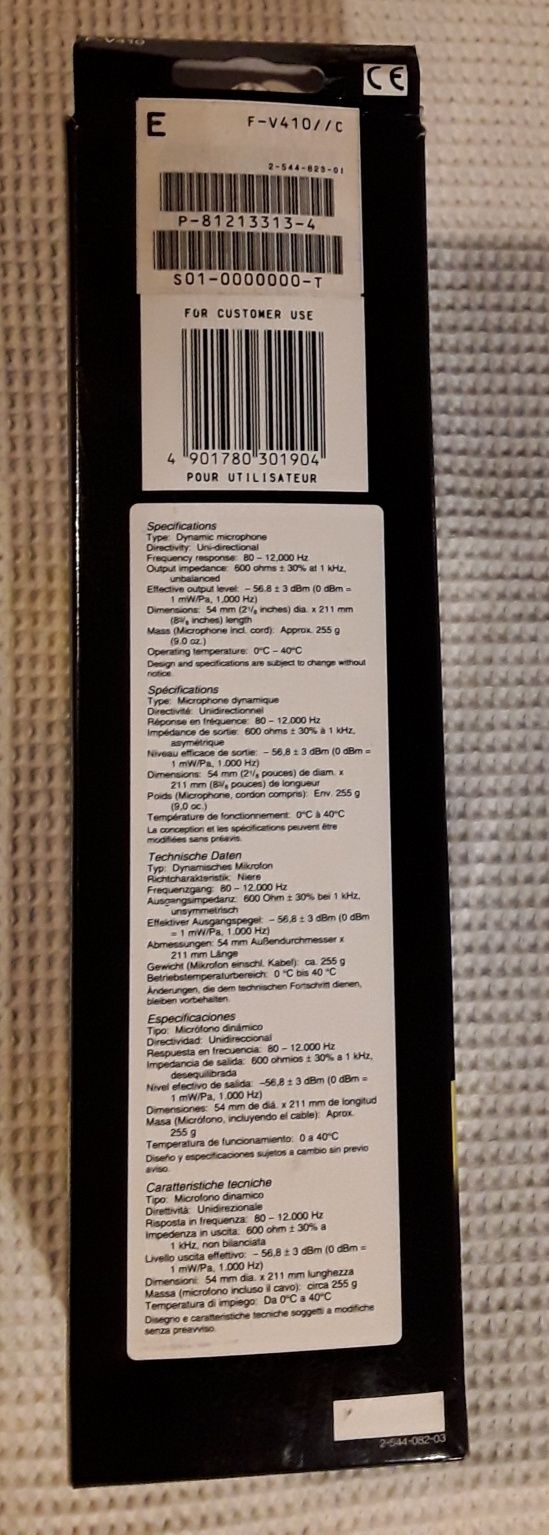 F-V410
CE
E
F-V410//C
2-544-823-01
P-81213313-4
S01-0000000-T
FOR CUSTOMER USE
4 901780 301904
POUR UTILISATEUR
Specifications
Type: Dynamic microphone
Directivity: Uni-directional
Frequency response: 80 – 12,000 Hz
Output impedance: 600 ohms ± 30% at 1 kHz,
unbalanced
Effective output level: – 56.8 ± 3 dBm (0 dBm =
1 mW/Pa, 1,000 Hz)
Dimensions: 54 mm (2 1/8 inches) dia. x 211 mm
(8 3/8 inches) length
Mass (Microphone incl. cord): Approx. 255 g
(9.0 oz.)
Operating temperature: 0°C – 40°C
Design and specifications are subject to change without
notice.
Spécifications
Type: Microphone dynamique
Directivité: Unidirectionnel
Réponse en fréquence: 80 – 12.000 Hz
Impédance de sortie: 600 ohms ± 30% à 1 kHz,
asymétrique
Niveau efficace de sortie: – 56,8 ± 3 dBm (0 dBm =
1 mW/Pa, 1.000 Hz)
Dimensions: 54 mm (2 1/8 pouces) de diam. x
211 mm (8 3/8 pouces) de longueur
Poids (Microphone, cordon compris): Env. 255 g
(9,0 oc.)
Température de fonctionnement: 0°C à 40°C
La conception et les spécifications peuvent être
modifiées sans préavis.
Technische Daten
Typ: Dynamisches Mikrofon
Richtcharakteristik: Niere
Frequenzgang: 80 – 12.000 Hz
Ausgangsimpedanz: 600 Ohm ± 30% bei 1 kHz,
unsymmetrisch
Effektiver Ausgangspegel: – 56,8 ± 3 dBm (0 dBm
= 1 mW/Pa, 1.000 Hz)
Abmessungen: 54 mm Außendurchmesser x
211 mm Länge
Gewicht (Mikrofon einschl. Kabel): ca. 255 g
Betriebstemperaturbereich: 0 °C bis 40 °C
Änderungen, die dem technischen Fortschritt dienen,
bleiben vorbehalten.
Especificaciones
Tipo: Micrófono dinámico
Directividad: Unidireccional
Respuesta en frecuencia: 80 – 12.000 Hz
Impedancia de salida: 600 ohmios ± 30% a 1 kHz,
desequilibrada
Nivel efectivo de salida: –56,8 ± 3 dBm (0 dBm =
1 mW/Pa, 1.000 Hz)
Dimensiones: 54 mm de diá. x 211 mm de longitud
Masa (Micrófono, incluyendo el cable): Aprox.
255 g
Temperatura de funcionamiento: 0 a 40°C
Diseño y especificaciones sujetos a cambio sin previo
aviso.
Caratteristiche tecniche
Tipo: Microfono dinamico
Direttività: Unidirezionale
Risposta in frequenza: 80 – 12.000 Hz
Impedenza in uscita: 600 ohm ± 30% a
1 kHz, non bilanciata
Livello uscita effettivo: – 56,8 ± 3 dBm (0 dBm =
1 mW/Pa, 1.000 Hz)
Dimensioni: 54 mm dia. x 211 mm lunghezza
Massa (microfono incluso il cavo): circa 255 g
Temperatura di impiego: Da 0°C a 40°C
Disegno e caratteristiche tecniche soggetti a modifiche
senza preavviso.
2-544-082-03